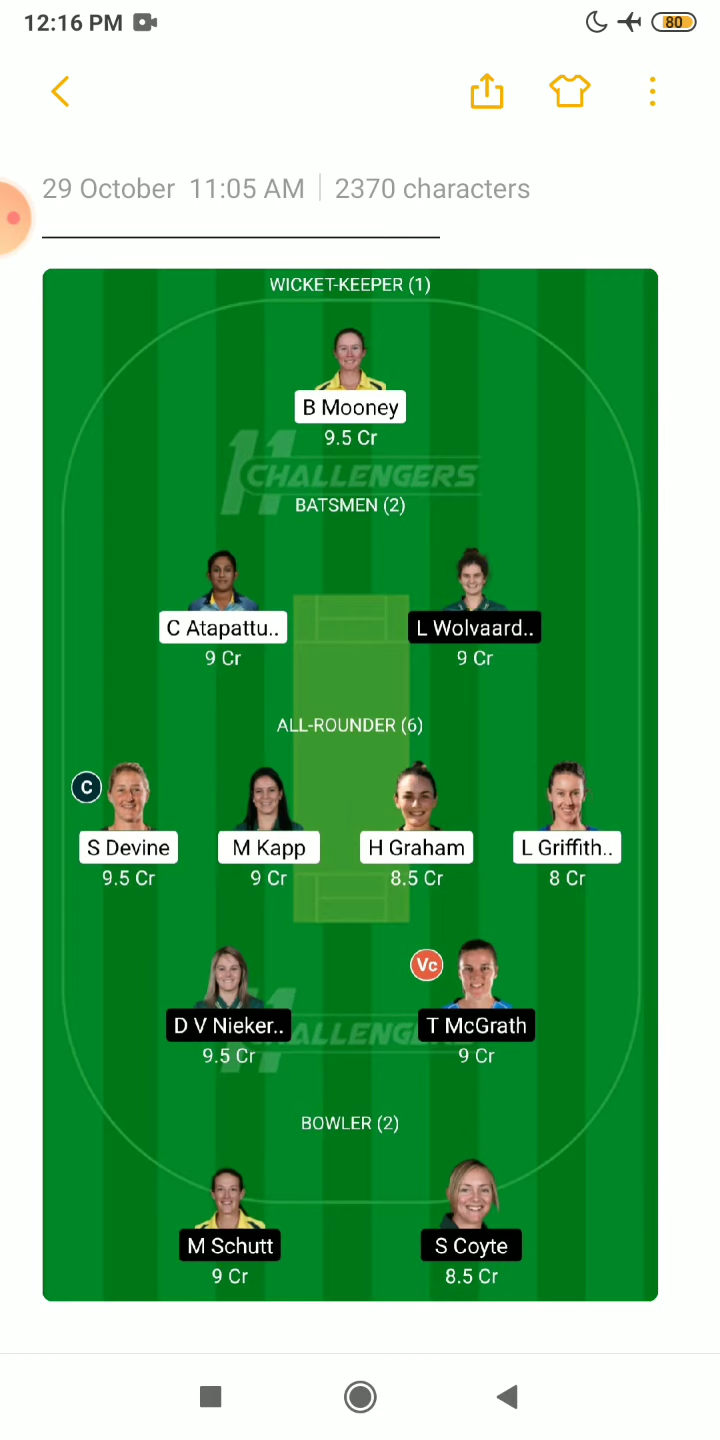 12:16 PM
80
29 October 11:05 AM | 2370 characters
WICKET-KEEPER (1)
B Mooney
9.5 Cr
11 CHALLENGERS
BATSMEN (2)
C Atapattu.. L Wolvaard..
9 Cr 9 Cr
ALL-ROUNDER (6)
C
S Devine M Kapp H Graham L Griffith..
9.5 Cr 9 Cr 8.5 Cr 8 Cr
Vc
D V Nieker.. T McGrath
9.5 Cr 9 Cr
BOWLER (2)
M Schutt S Coyte
9 Cr 8.5 Cr